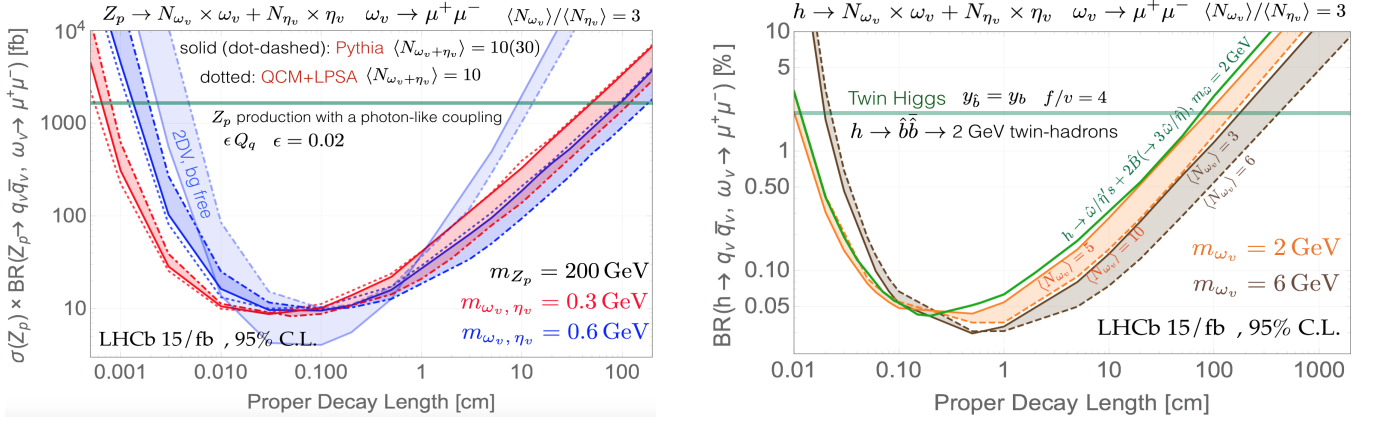 Z_p → N_{ω_v} × ω_v + N_{η_v} × η_v ω_v → μ⁺μ⁻ ⟨N_{ω_v}⟩/⟨N_{η_v}⟩ = 3
σ(Z_p) × BR(Z_p → q_v q̅_v, ω_v → μ⁺μ⁻) [fb]
10⁴
1000
100
10
solid (dot-dashed): Pythia ⟨N_{ω_v+η_v}⟩ = 10(30)
dotted: QCM+LPSA ⟨N_{ω_v+η_v}⟩ = 10
Z_p production with a photon-like coupling
ϵ Q_q ϵ = 0.02
2DV, bg free
m_{Z_p} = 200 GeV
m_{ω_v, η_v} = 0.3 GeV
m_{ω_v, η_v} = 0.6 GeV
LHCb 15/fb , 95% C.L.
0.001 0.010 0.100 1 10 100
Proper Decay Length [cm]
h → N_{ω_v} × ω_v + N_{η_v} × η_v ω_v → μ⁺μ⁻ ⟨N_{ω_v}⟩/⟨N_{η_v}⟩ = 3
BR(h → q_v q̅_v, ω_v → μ⁺μ⁻) [%]
10
5
1
0.50
0.10
0.05
Twin Higgs y_{b̂} = y_b f/v = 4
h → b̂b̂̅ → 2 GeV twin-hadrons
h → ω̂/η̂′s + 2B̂(→ 3ω̂/η̂), m_ω̂ = 2 GeV
⟨N_{ω_v}⟩ = 3
⟨N_{ω_v}⟩ = 6
⟨N_{ω_v}⟩ = 5
⟨N_{ω_v}⟩ = 10
m_{ω_v} = 2 GeV
m_{ω_v} = 6 GeV
LHCb 15/fb , 95% C.L.
0.01 0.10 1 10 100 1000
Proper Decay Length [cm]